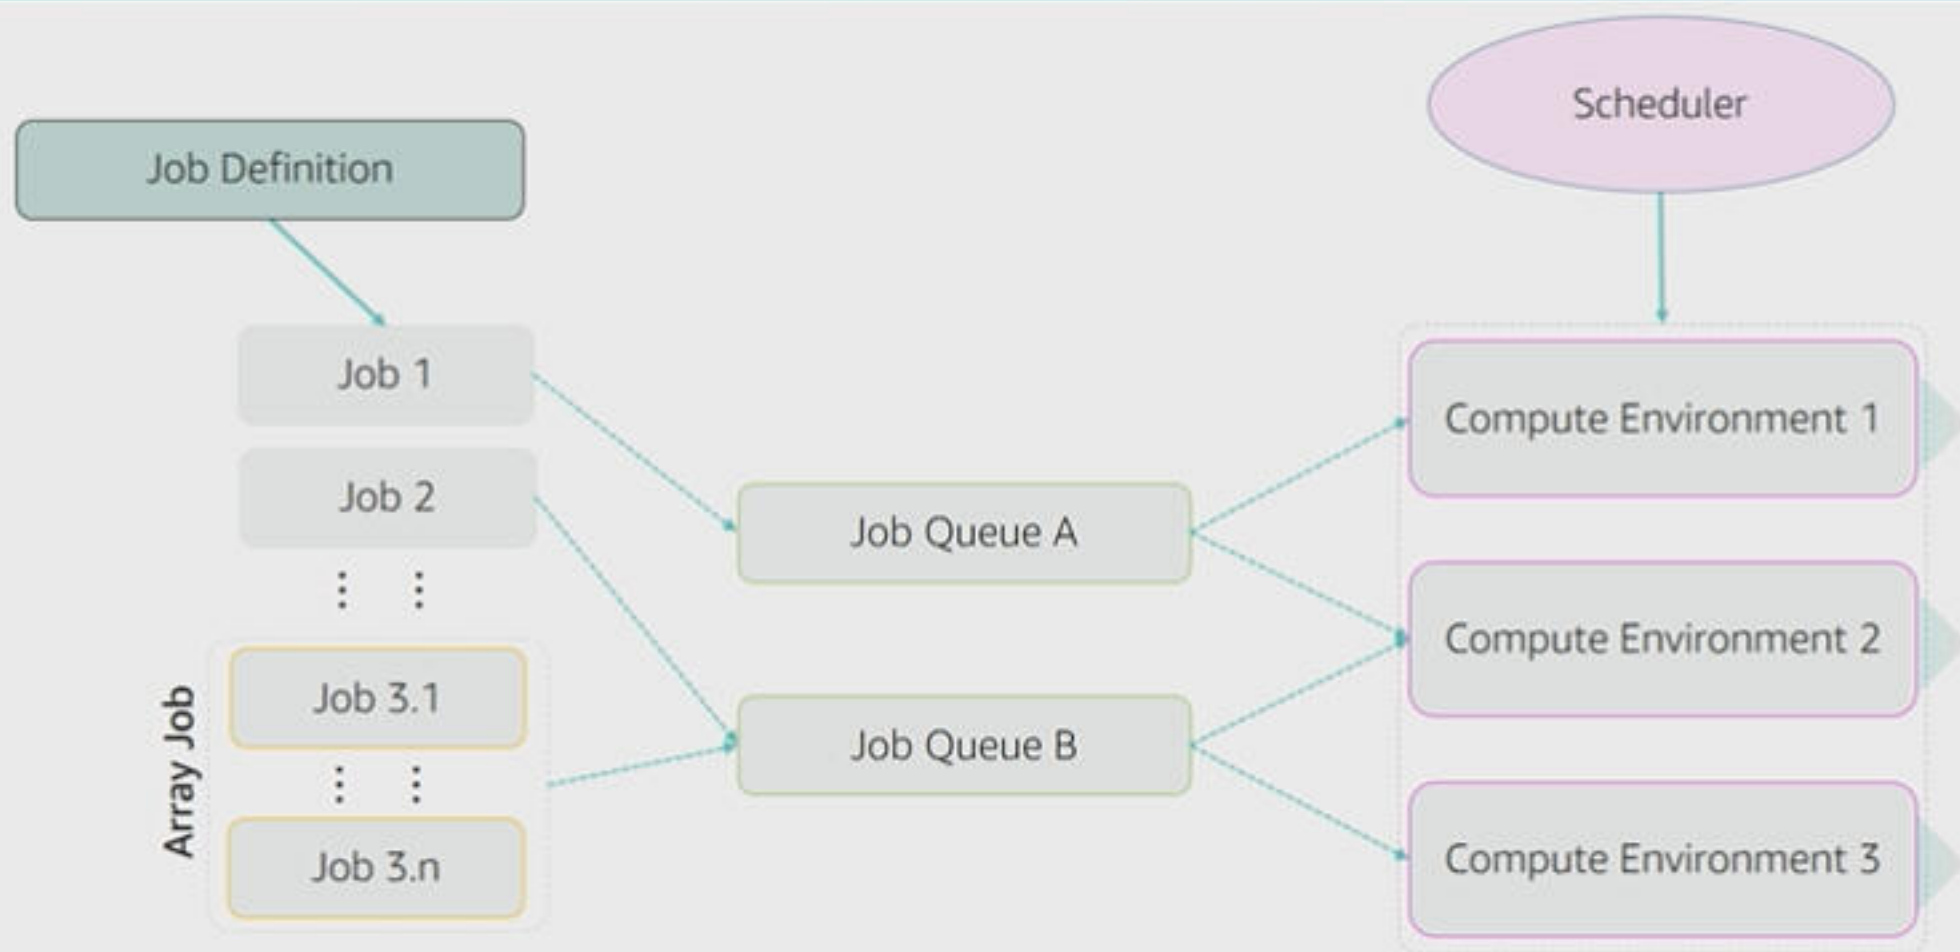 Scheduler
Job Definition
Job 1
Job 2
Job Queue A
Job Queue B
Array Job
Job 3.1
Job 3.n
Compute Environment 1
Compute Environment 2
Compute Environment 3